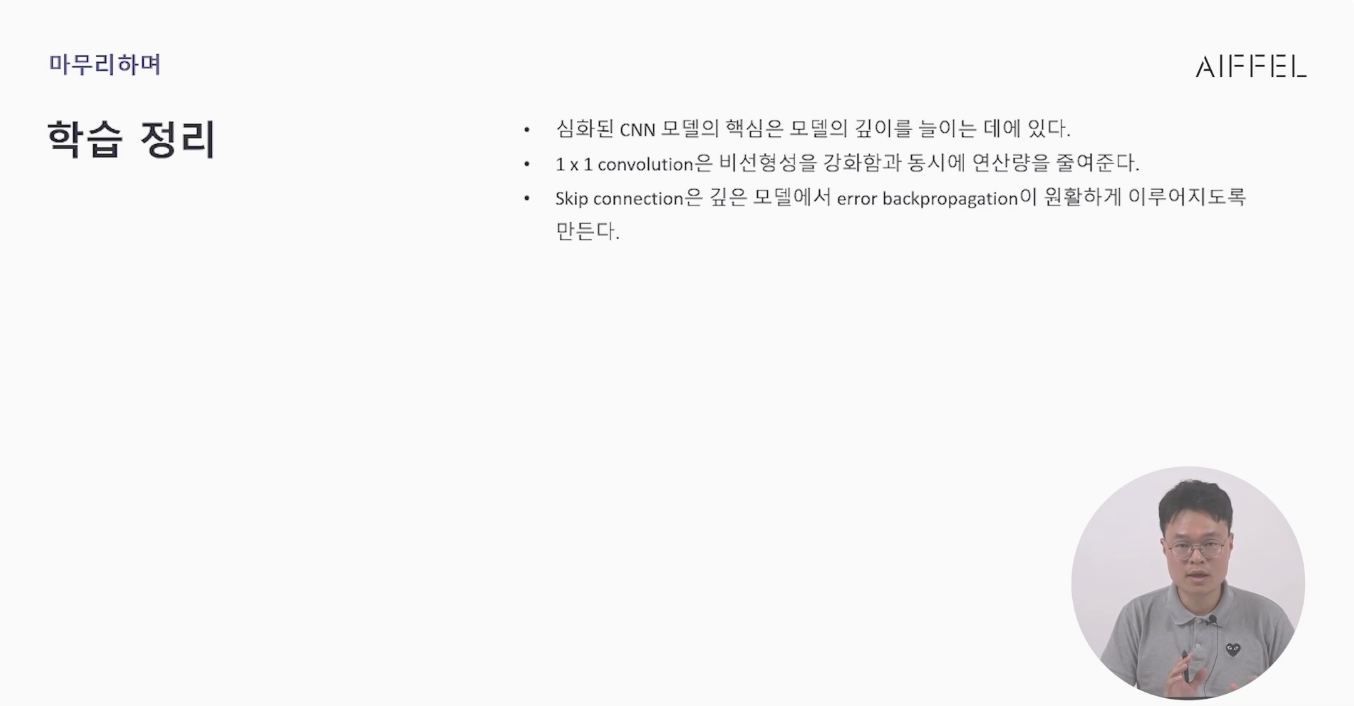 마무리하며
AIFFEL
학습 정리
• 심화된 CNN 모델의 핵심은 모델의 깊이를 늘이는 데에 있다.
• 1 x 1 convolution은 비선형성을 강화함과 동시에 연산량을 줄여준다.
• Skip connection은 깊은 모델에서 error backpropagation이 원활하게 이루어지도록
만든다.